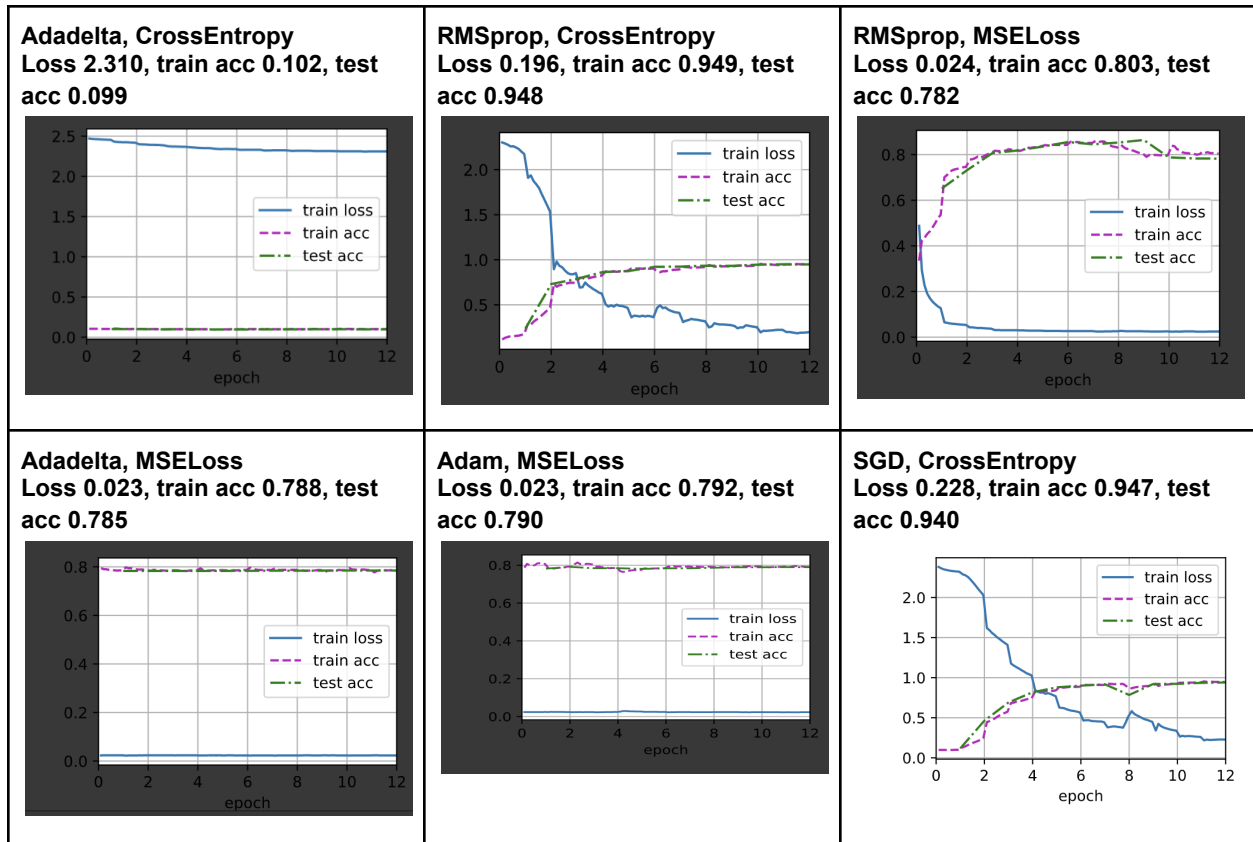 Adadelta, CrossEntropy
Loss 2.310, train acc 0.102, test
acc 0.099
2.5
2.0
1.5
1.0
0.5
0.0
train loss
train acc
test acc
0 2 4 6 8 10 12
epoch
RMSprop, CrossEntropy
Loss 0.196, train acc 0.949, test
acc 0.948
2.0
1.5
1.0
0.5
train loss
train acc
test acc
0 2 4 6 8 10 12
epoch
RMSprop, MSELoss
Loss 0.024, train acc 0.803, test
acc 0.782
0.8
0.6
0.4
0.2
0.0
train loss
train acc
test acc
0 2 4 6 8 10 12
epoch
Adadelta, MSELoss
Loss 0.023, train acc 0.788, test
acc 0.785
0.8
0.6
0.4
0.2
0.0
train loss
train acc
test acc
0 2 4 6 8 10 12
epoch
Adam, MSELoss
Loss 0.023, train acc 0.792, test
acc 0.790
0.8
0.6
0.4
0.2
0.0
train loss
train acc
test acc
0 2 4 6 8 10 12
epoch
SGD, CrossEntropy
Loss 0.228, train acc 0.947, test
acc 0.940
2.0
1.5
1.0
0.5
0.0
train loss
train acc
test acc
0 2 4 6 8 10 12
epoch